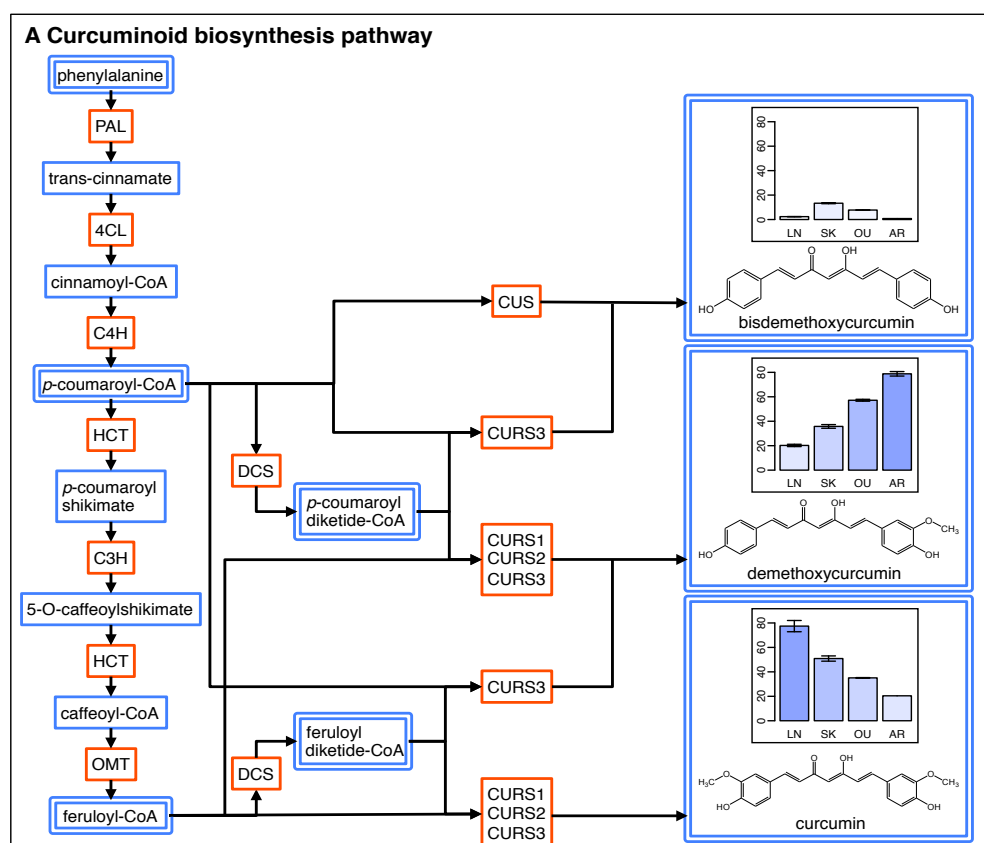 A Curcuminoid biosynthesis pathway
phenylalanine
PAL
trans-cinnamate
4CL
cinnamoyl-CoA
C4H
p-coumaroyl-CoA
HCT
p-coumaroyl
shikimate
C3H
5-O-caffeoylshikimate
HCT
caffeoyl-CoA
OMT
feruloyl-CoA
DCS
p-coumaroyl
diketide-CoA
feruloyl
diketide-CoA
DCS
CUS
CURS3
CURS1
CURS2
CURS3
CURS3
CURS1
CURS2
CURS3
80
60
40
20
0
LN SK OU AR
O OH
HO OH
bisdemethoxycurcumin
80
60
40
20
0
LN SK OU AR
O OH
O CH3
HO OH
demethoxycurcumin
80
60
40
20
0
LN SK OU AR
O OH
H3C O O CH3
HO OH
curcumin